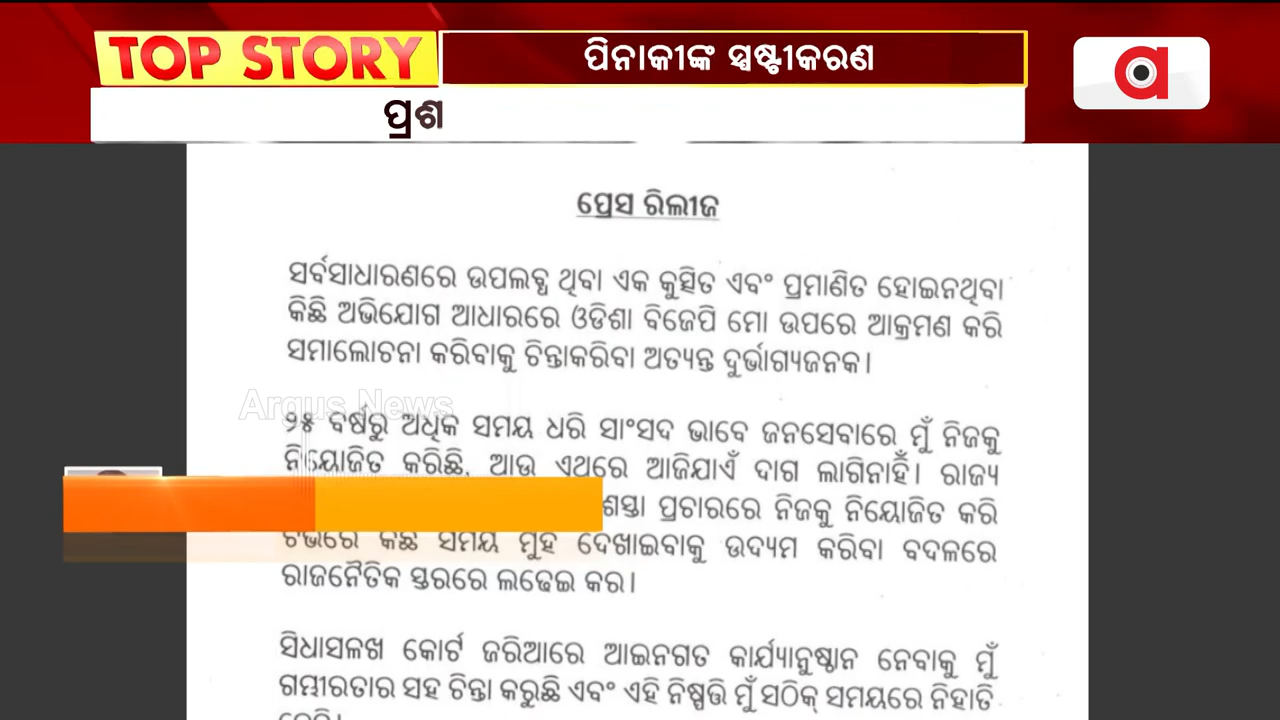 TOP STORY
ପିନାକୀଙ୍କ ସ୍ପଷ୍ଟୀକରଣ
a
ପ୍ରଶ
ପ୍ରେସ ରିଲୀଜ
ସର୍ବସାଧାରଣରେ ଉପଲବ୍ଧ ଥିବା ଏକ କୁତ୍ସିତ ଏବଂ ପ୍ରମାଣିତ ହୋଇନଥିବା
କିଛି ଅଭିଯୋଗ ଆଧାରରେ ଓଡିଶା ବିଜେପି ମୋ ଉପରେ ଆକ୍ରମଣ କରି
ସମାଲୋଚନା କରିବାକୁ ଚିନ୍ତାକରିବା ଅତ୍ୟନ୍ତ ଦୁର୍ଭାଗ୍ୟଜନକ।
Argus News
୨୫ ବର୍ଷରୁ ଅଧିକ ସମୟ ଧରି ସାଂସଦ ଭାବେ ଜନସେବାରେ ମୁଁ ନିଜକୁ
ନିୟୋଜିତ କରିଛି, ଆଉ ଏଥିରେ ଆଜିଯାଏଁ ଦାଗ ଲାଗିନାହିଁ। ରାଜ୍ୟ
ଶସ୍ତା ପ୍ରଚାରରେ ନିଜକୁ ନିୟୋଜିତ କରି
ଟିଭିରେ କିଛି ସମୟ ମୁହଁ ଦେଖାଇବାକୁ ଉଦ୍ୟମ କରିବା ବଦଳରେ
ରାଜନୈତିକ ସ୍ତରରେ ଲଢେଇ କର।
ସିଧାସଳଖ କୋର୍ଟ ଜରିଆରେ ଆଇନଗତ କାର୍ଯ୍ୟାନୁଷ୍ଠାନ ନେବାକୁ ମୁଁ
ଗମ୍ଭୀରତାର ସହ ଚିନ୍ତା କରୁଛି ଏବଂ ଏହି ନିଷ୍ପତ୍ତି ମୁଁ ସଠିକ୍ ସମୟରେ ନିହାତି